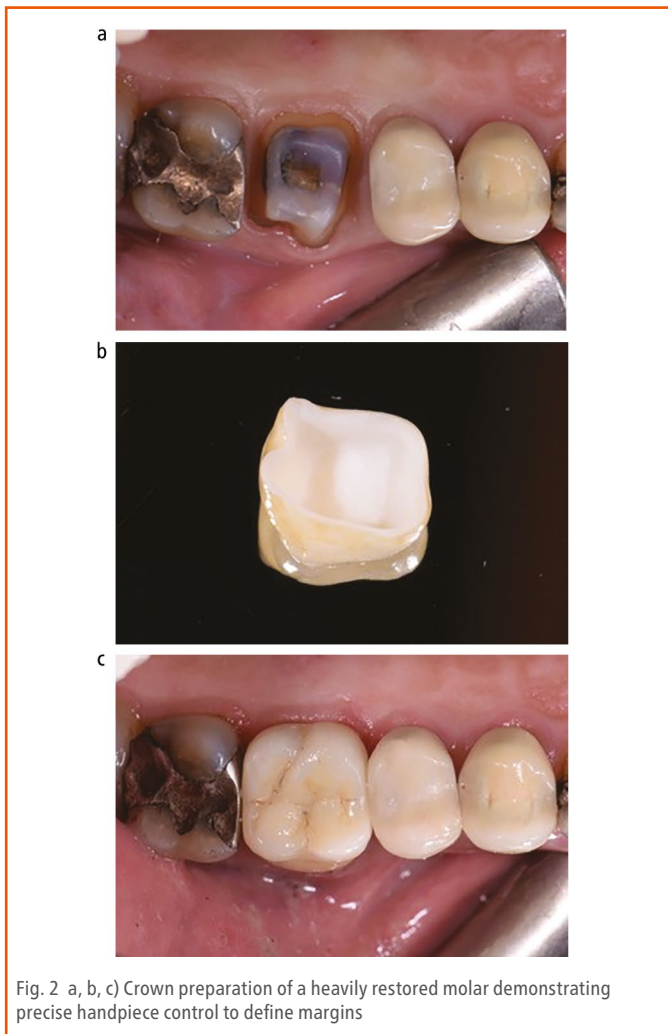 a
b
c
Fig. 2 a, b, c) Crown preparation of a heavily restored molar demonstrating
precise handpiece control to define margins